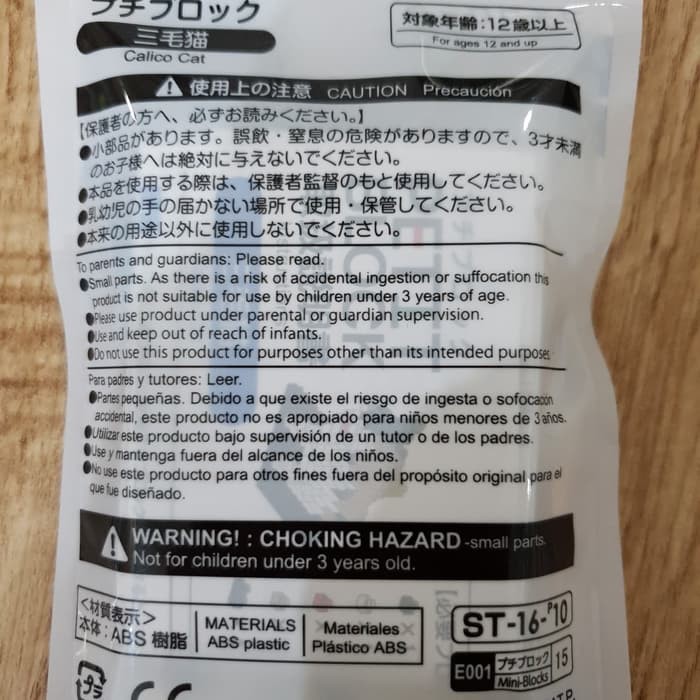 プチブロック
三毛猫
Calico Cat
対象年齢:12歳以上
For ages 12 and up
使用上の注意 CAUTION Precaución
【保護者の方へ、必ずお読みください。】
●小部品があります。誤飲・窒息の危険がありますので、3才未満
のお子様へは絶対に与えないでください。
●本品を使用する際は、保護者監督のもと使用してください。
●乳幼児の手の届かない場所で使用・保管してください。
●本来の用途以外に使用しないでください。
To parents and guardians: Please read.
●Small parts. As there is a risk of accidental ingestion or suffocation this
product is not suitable for use by children under 3 years of age.
●Please use product under parental or guardian supervision.
●Use and keep out of reach of infants.
●Do not use this product for purposes other than its intended purposes
Para padres y tutores: Leer.
●Partes pequeñas. Debido a que existe el riesgo de ingesta o sofocación
accidental, este producto no es apropiado para niños menores de 3 años.
●Utilizar este producto bajo supervisión de un tutor o de los padres.
●Use y mantenga fuera del alcance de los niños.
●No use este producto para otros fines fuera del propósito original para el
que fue diseñado.
WARNING! : CHOKING HAZARD -small parts.
Not for children under 3 years old.
<材質表示>
本体:ABS 樹脂
MATERIALS
ABS plastic
Materiales
Plástico ABS
ST-16-P10
E001 プチブロック Mini-Blocks 15
プラ
CE